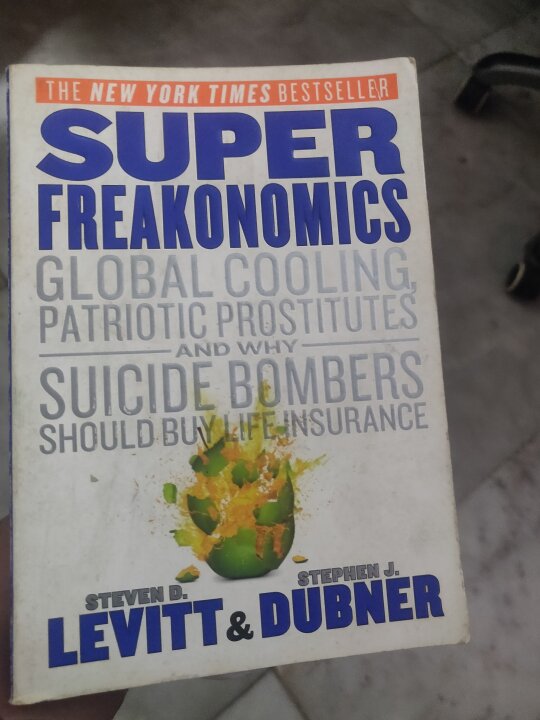 THE NEW YORK TIMES BESTSELLER
SUPER
FREAKONOMICS
GLOBAL COOLING,
PATRIOTIC PROSTITUTES
AND WHY
SUICIDE BOMBERS
SHOULD BUY LIFE INSURANCE
STEVEN D. STEPHEN J.
LEVITT & DUBNER